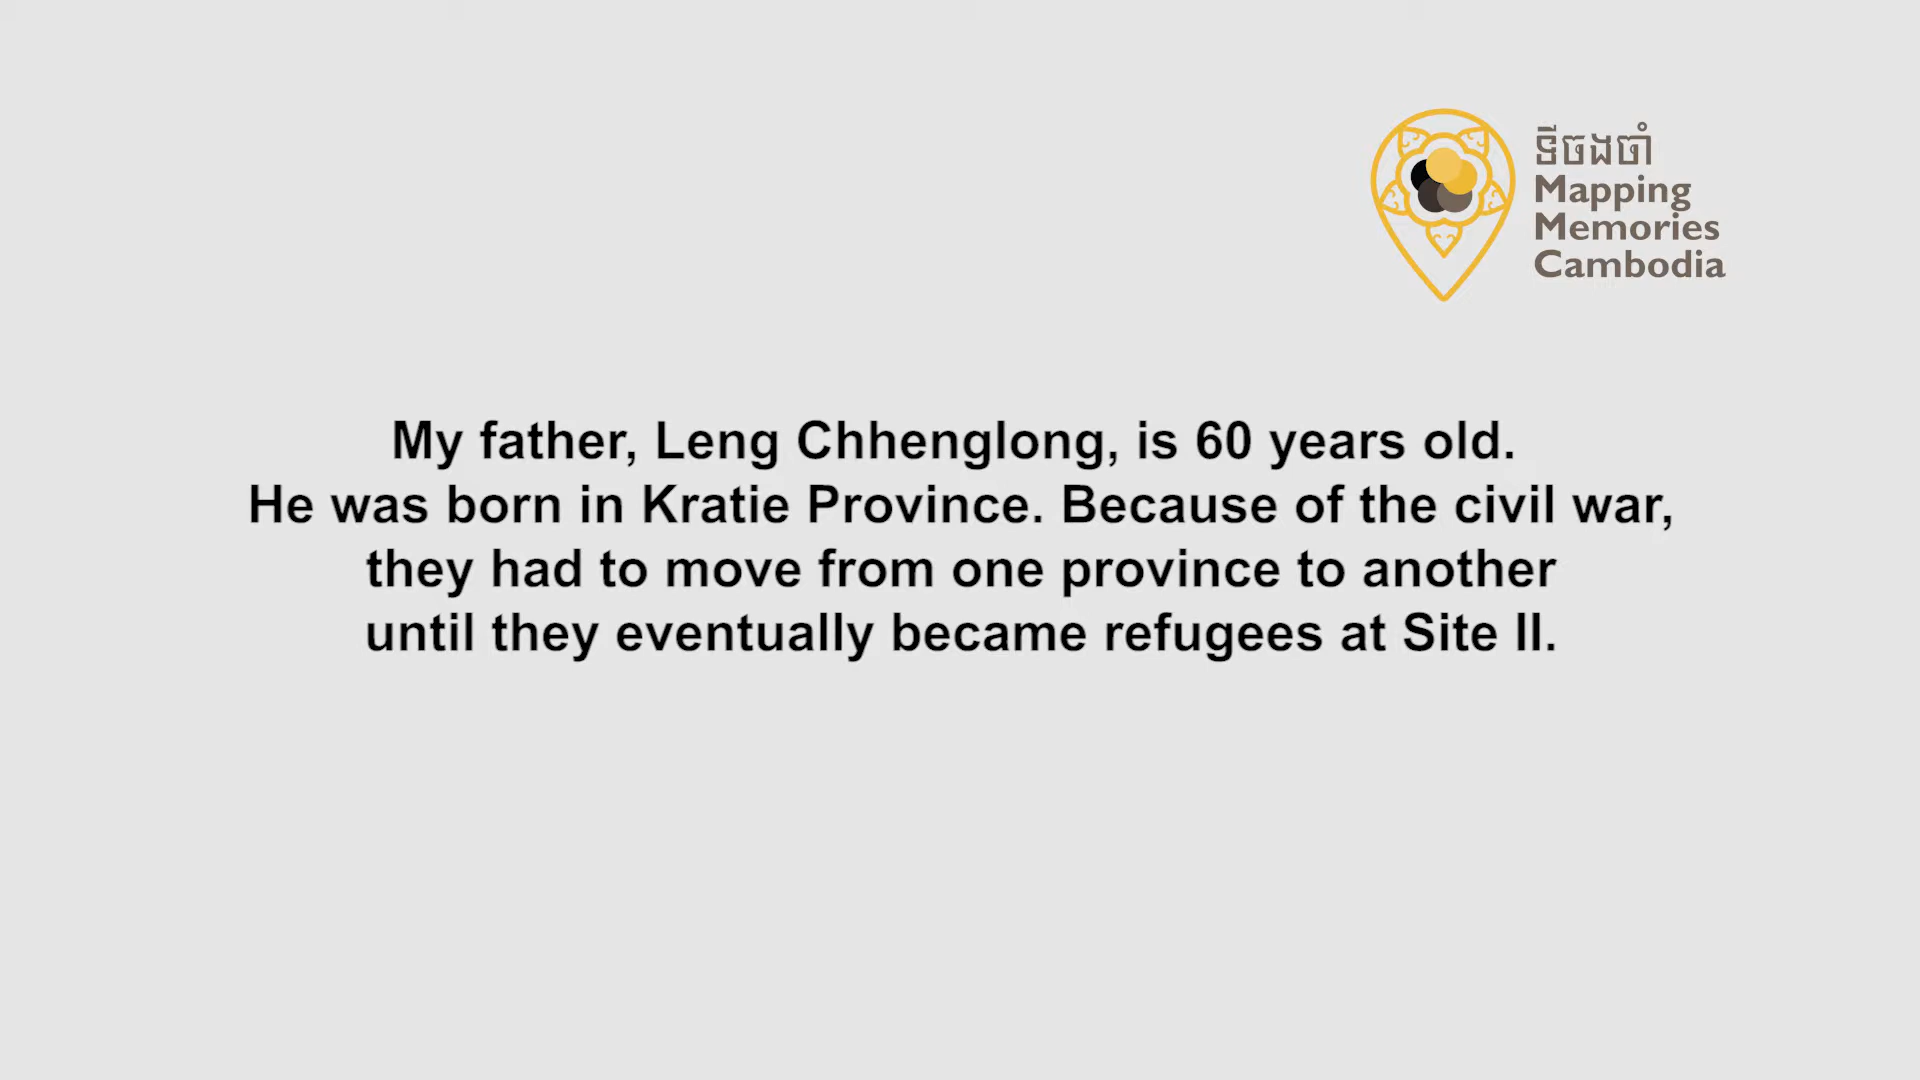 ទីចងចាំ
Mapping
Memories
Cambodia
My father, Leng Chhenglong, is 60 years old.
He was born in Kratie Province. Because of the civil war,
they had to move from one province to another
until they eventually became refugees at Site II.